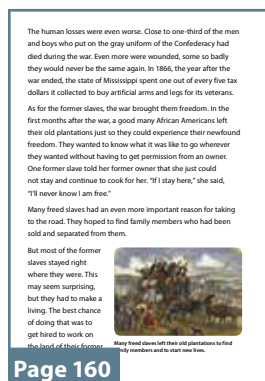 The human losses were even worse. Close to one-third of the men
and boys who put on the gray uniform of the Confederacy had
died during the war. Even more were wounded, some so badly
they would never be the same again. In 1866, the year after the
war ended, the state of Mississippi spent one out of every five tax
dollars it collected to buy artificial arms and legs for its veterans.
As for the former slaves, the war brought them freedom. In the
first months after the war, a good many African Americans left
their old plantations just so they could experience their newfound
freedom. They wanted to know what it was like to go wherever
they wanted without having to get permission from an owner.
One former slave told her former owner that she just could
not stay and continue to cook for her. "If I stay here," she said,
"I'll never know I am free."
Many freed slaves had an even more important reason for taking
to the road. They hoped to find family members who had been
sold and separated from them.
But most of the former
slaves stayed right
where they were. This
may seem surprising,
but they had to make a
living. The best chance
of doing that was to
get hired to work on
the land of their former
Many freed slaves left their old plantations to find
family members and to start new lives.
Page 160